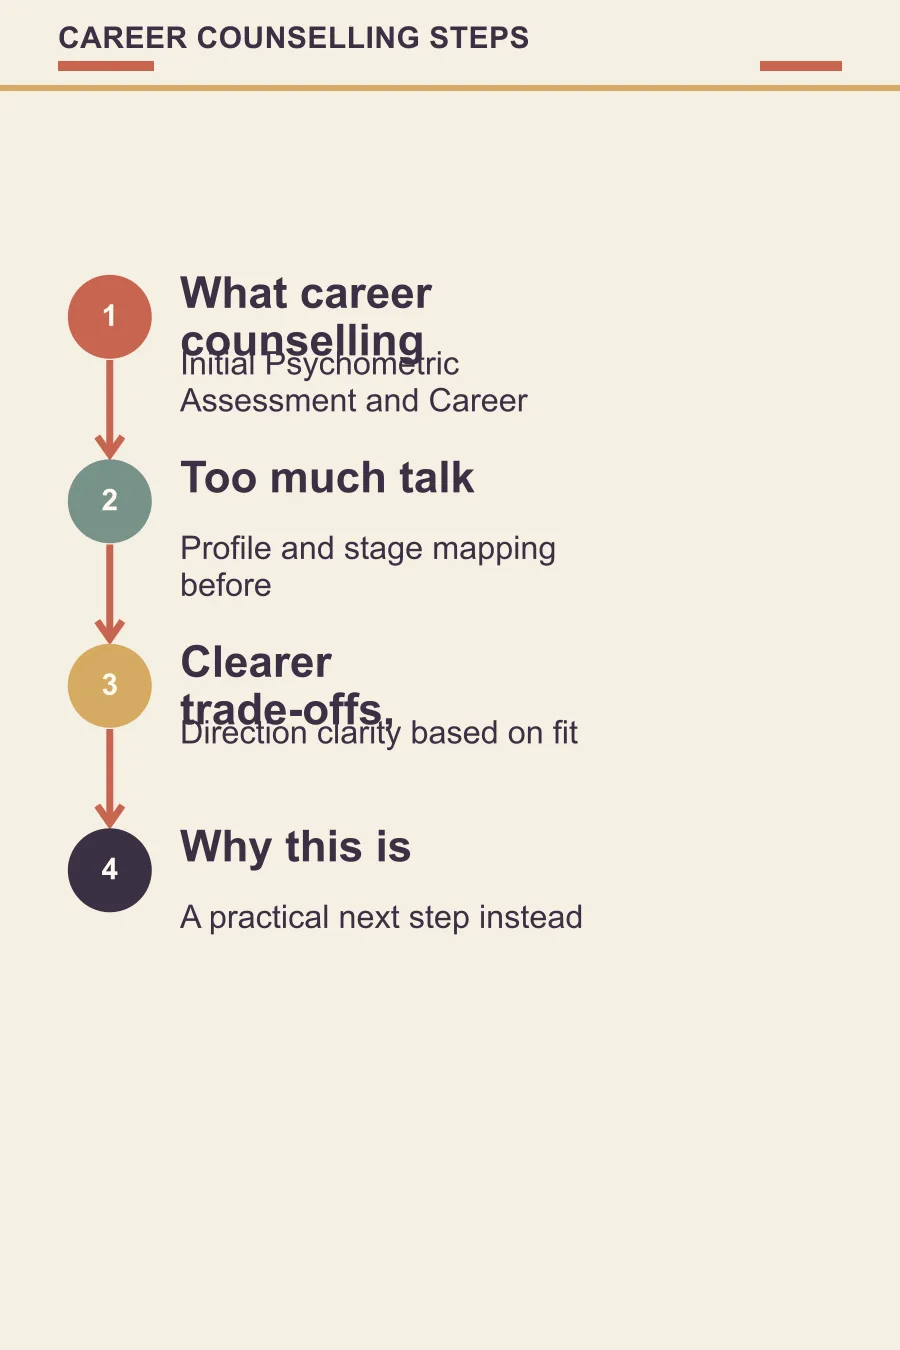 CAREER COUNSELLING STEPS
1
What career
counselling
Initial Psychometric
Assessment and Career
2
Too much talk
Profile and stage mapping
before
3
Clearer
trade-offs,
Direction clarity based on fit
4
Why this is
A practical next step instead